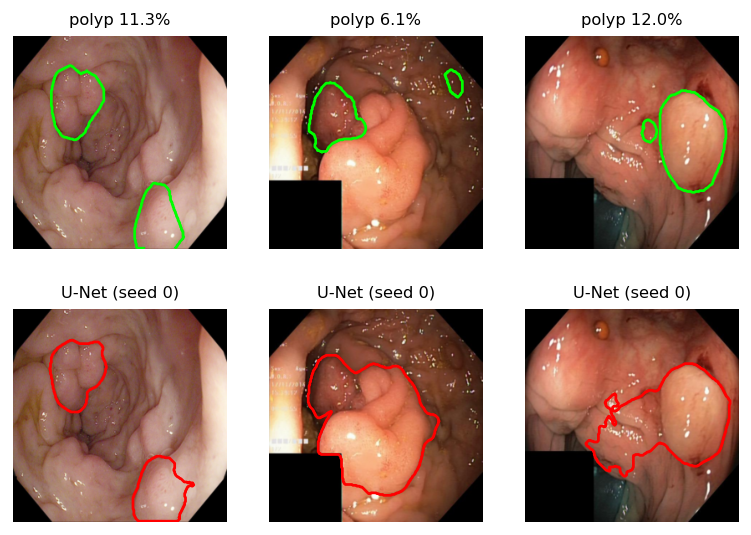 polyp 11.3%
polyp 6.1%
polyp 12.0%
U-Net (seed 0)
U-Net (seed 0)
U-Net (seed 0)